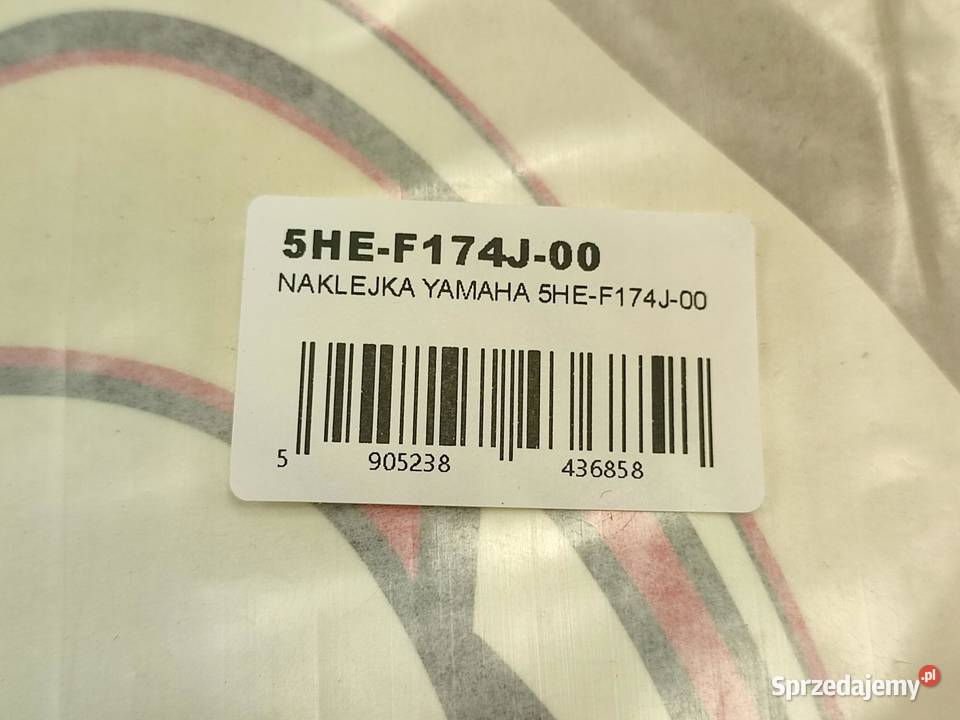 5HE-F174J-00
NAKLEJKA YAMAHA 5HE-F174J-00
5 905238 436858
Sprzedajemy.pl